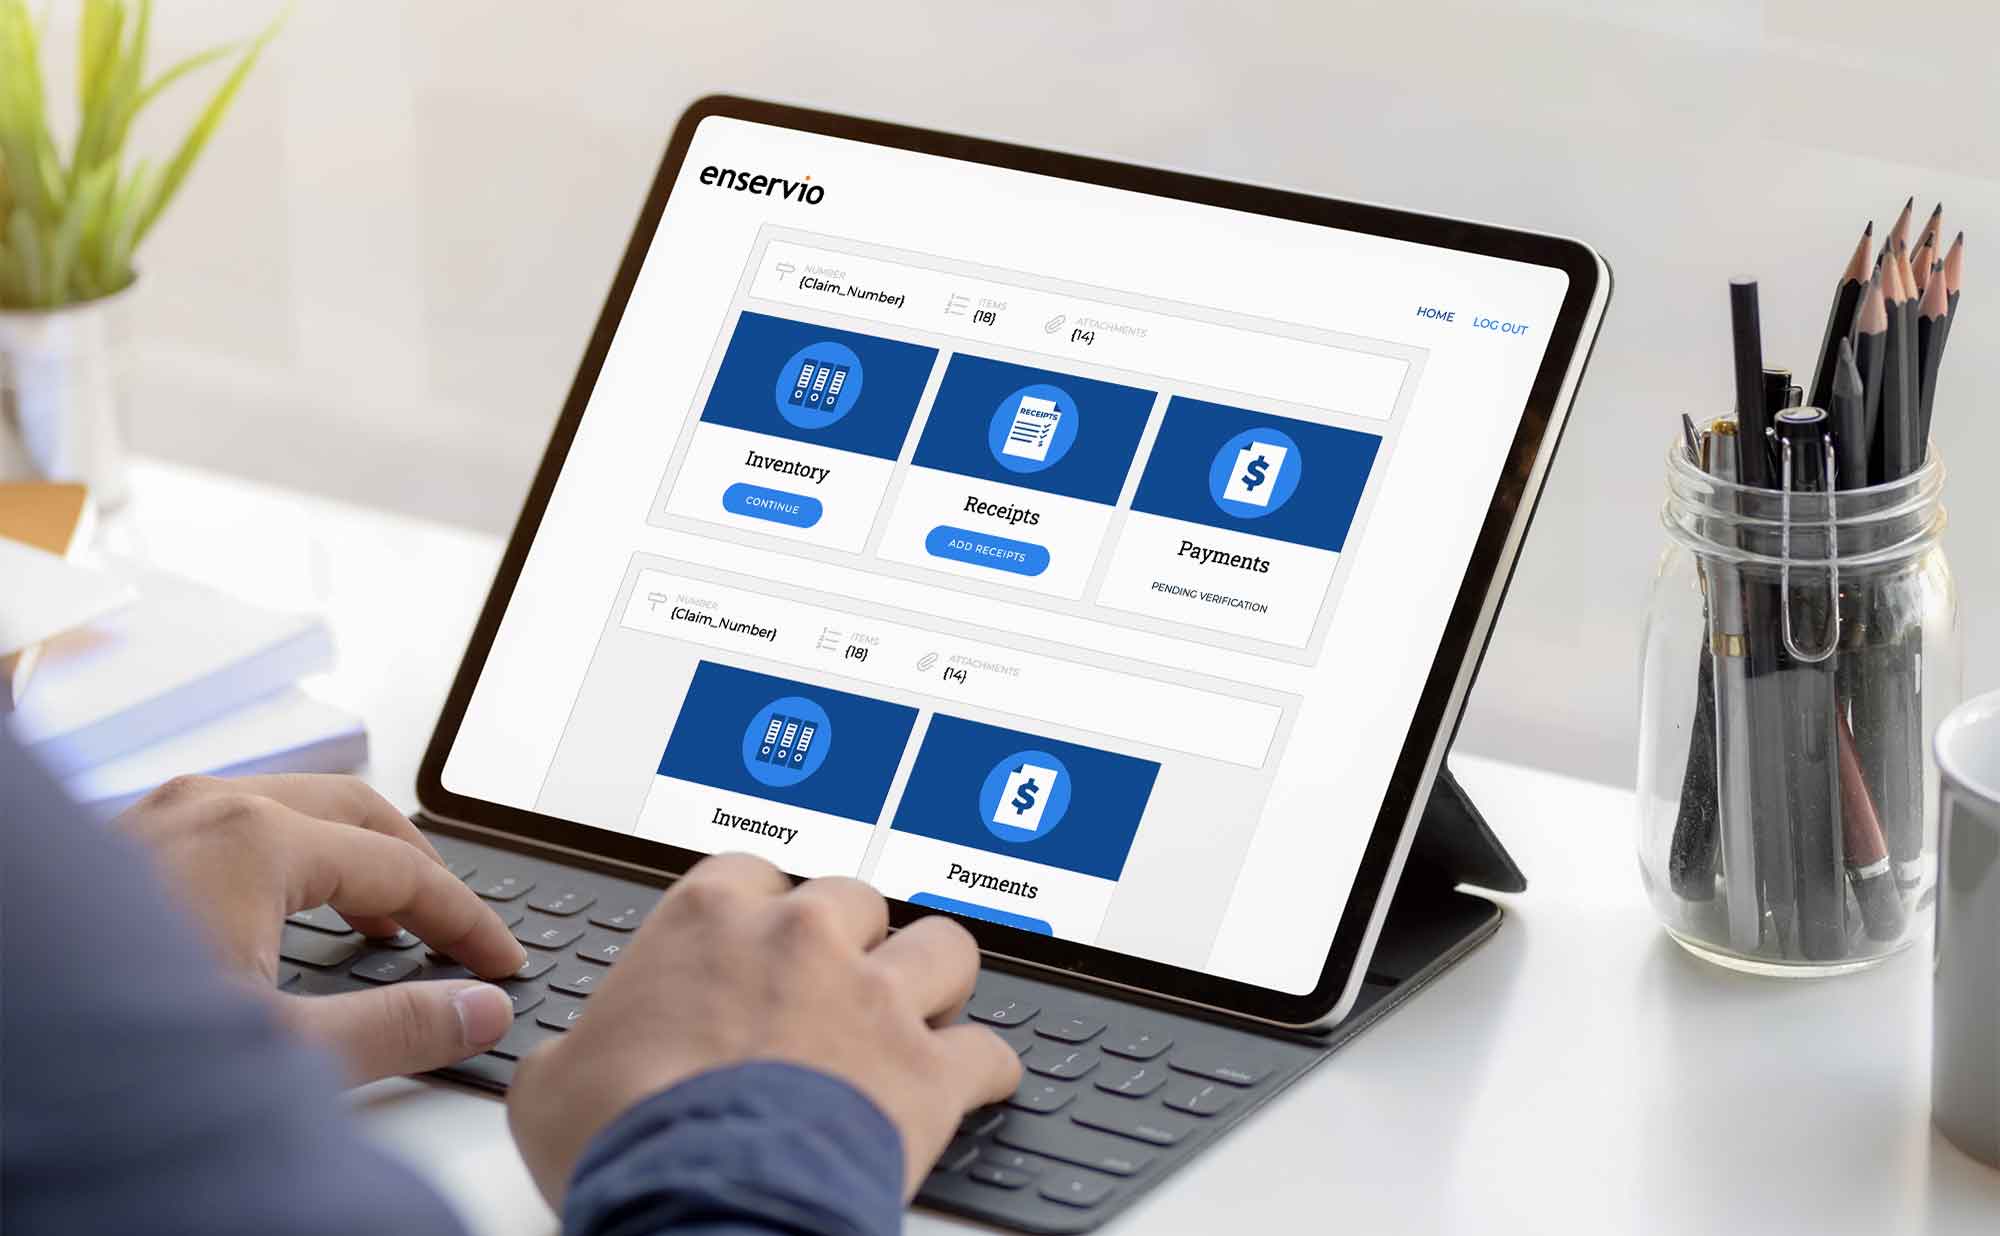 enservio
HOME LOG OUT
NUMBER
{Claim_Number}
ITEMS
{18}
ATTACHMENTS
{14}
RECEIPTS
Inventory
CONTINUE
Receipts
ADD RECEIPTS
Payments
PENDING VERIFICATION
NUMBER
{Claim_Number}
ITEMS
{18}
ATTACHMENTS
{14}
Inventory
Payments
E R
F
V
delete